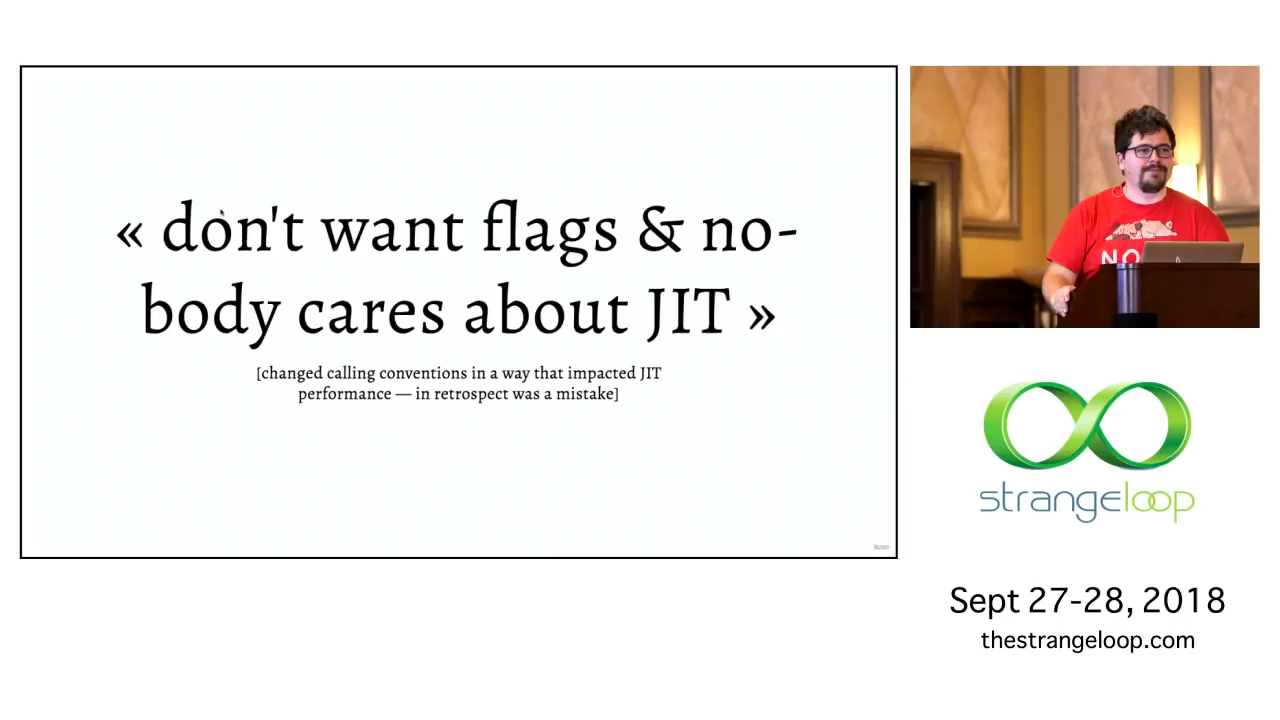 « don't want flags & no-
body cares about JIT »
[changed calling conventions in a way that impacted JIT
performance — in retrospect was a mistake]
NO
strangeloop
Sept 27-28, 2018
thestrangeloop.com